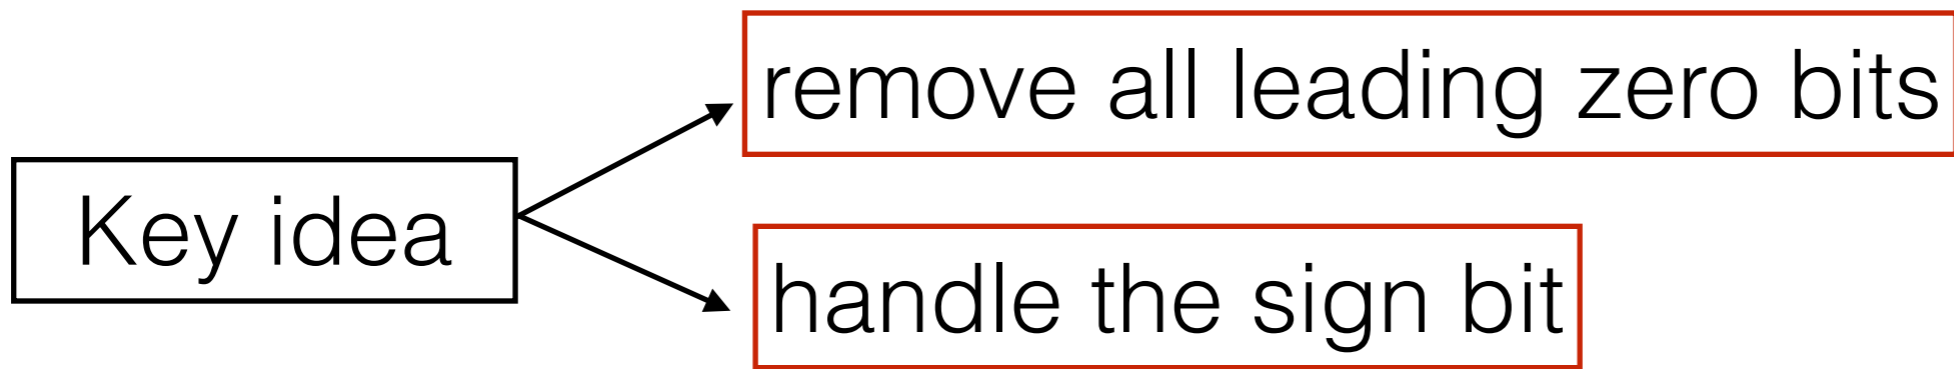 remove all leading zero bits
Key idea
handle the sign bit